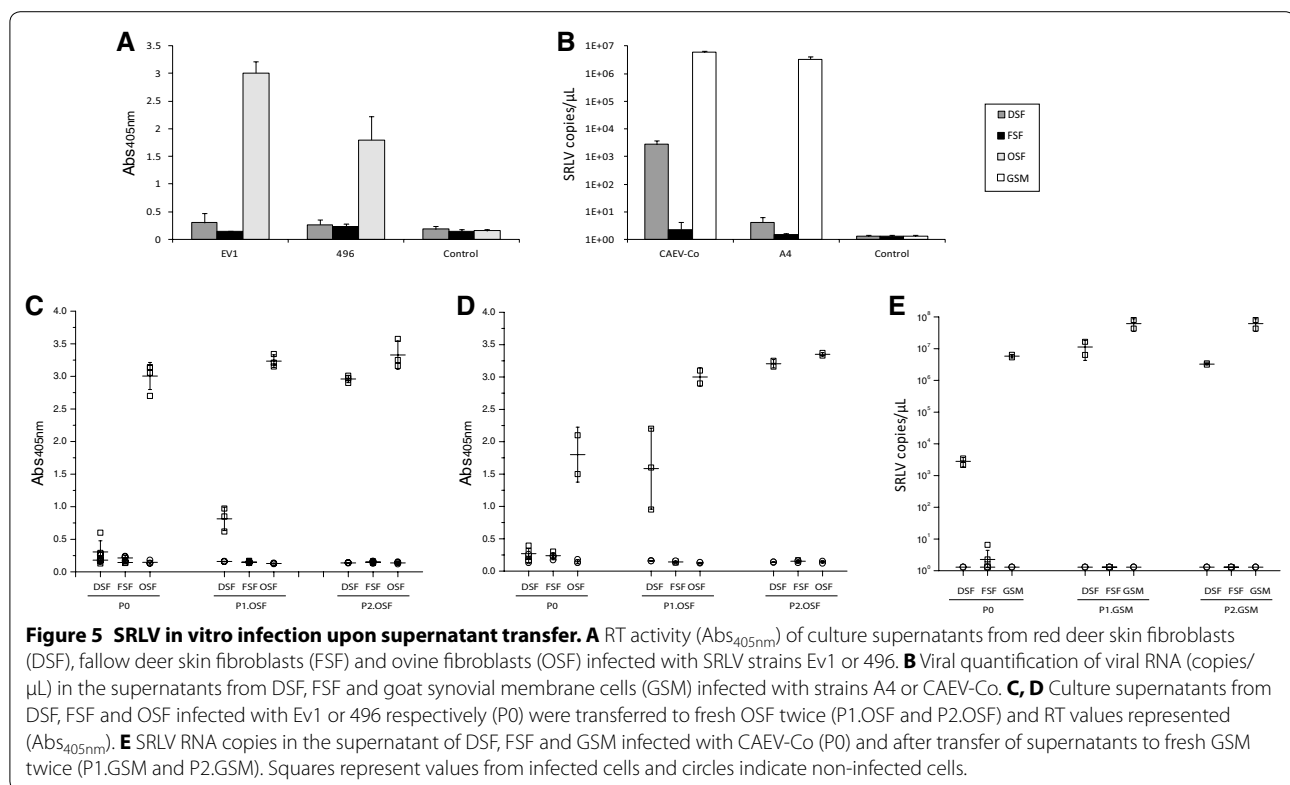 A
B
3.5
3
2.5
2
1.5
1
0.5
0
Abs405nm
EV1 496 Control
1E+07
1E+06
1E+05
1E+04
1E+03
1E+02
1E+01
1E+00
SRLV copies/µL
CAEV-Co A4 Control
DSF
FSF
OSF
GSM
C
4.0
3.5
3.0
2.5
2.0
1.5
1.0
0.5
0.0
Abs405nm
DSF FSF OSF DSF FSF OSF DSF FSF OSF
P0 P1.OSF P2.OSF
D
4.0
3.5
3.0
2.5
2.0
1.5
1.0
0.5
0.0
Abs405nm
DSF FSF OSF DSF FSF OSF DSF FSF OSF
P0 P1.OSF P2.OSF
E
10⁸
10⁷
10⁶
10⁵
10⁴
10³
10²
10¹
10⁰
SRLV copies/µL
DSF FSF GSM DSF FSF GSM DSF FSF GSM
P0 P1.GSM P2.GSM
Figure 5 SRLV in vitro infection upon supernatant transfer. A RT activity (Abs405nm) of culture supernatants from red deer skin fibroblasts
(DSF), fallow deer skin fibroblasts (FSF) and ovine fibroblasts (OSF) infected with SRLV strains Ev1 or 496. B Viral quantification of viral RNA (copies/
µL) in the supernatants from DSF, FSF and goat synovial membrane cells (GSM) infected with strains A4 or CAEV-Co. C, D Culture supernatants from
DSF, FSF and OSF infected with Ev1 or 496 respectively (P0) were transferred to fresh OSF twice (P1.OSF and P2.OSF) and RT values represented
(Abs405nm). E SRLV RNA copies in the supernatant of DSF, FSF and GSM infected with CAEV-Co (P0) and after transfer of supernatants to fresh GSM
twice (P1.GSM and P2.GSM). Squares represent values from infected cells and circles indicate non-infected cells.